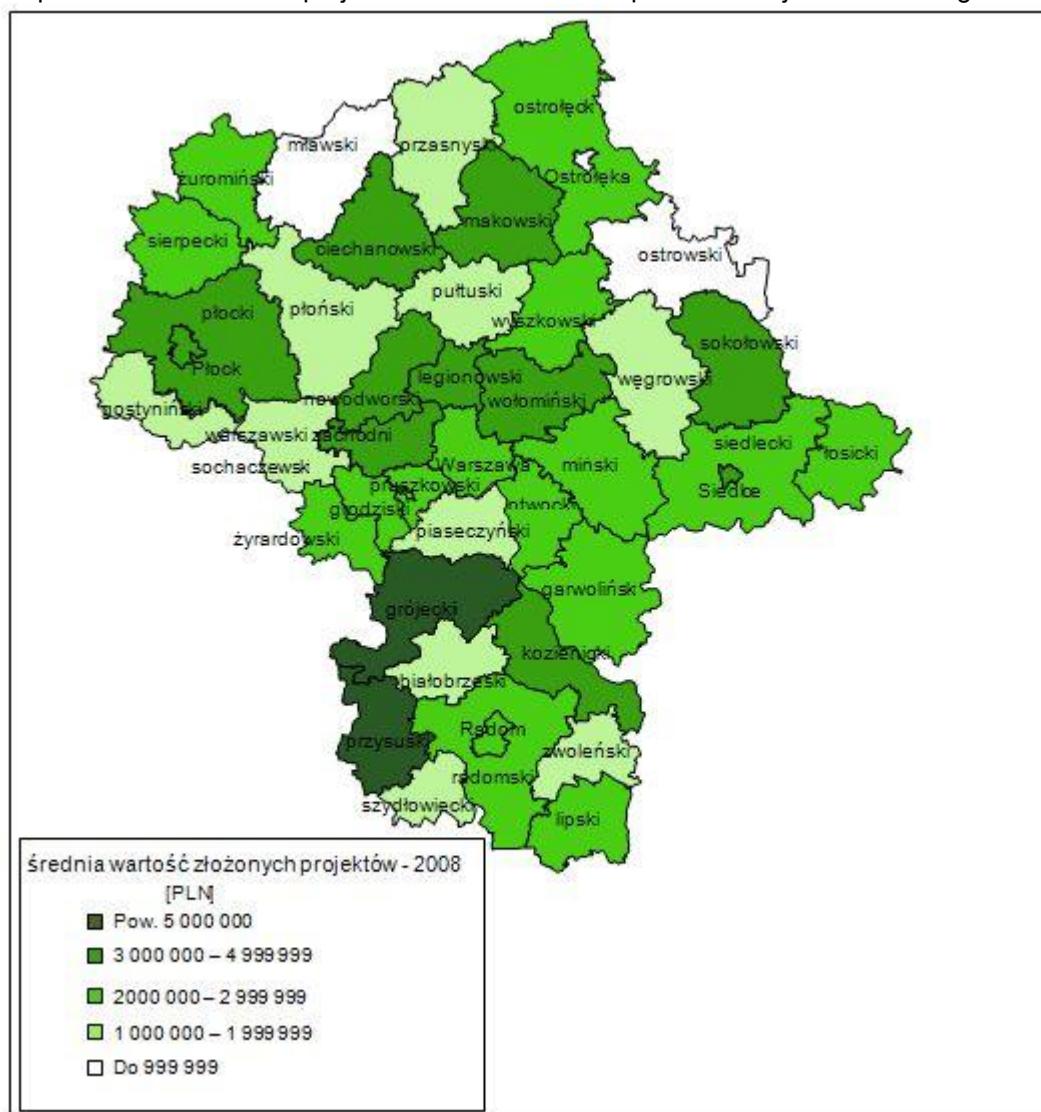 ostrołęck
mławski
przasnyski
żuromiński
Ostrołęka
makowski
sierpecki
ciechanowski
ostrowski
pułtuski
płocki
płoński
wyszkowski
sokołowski
Płock
legionowski
węgrowski
nowodworski
wołomiński
gostyniński
warszawski zachodni
siedlecki
łosicki
sochaczewsk
Warszawa
miński
pruszkowski
Siedlce
grodziski
otwocki
piaseczyński
żyrardowski
garwolińsk
grójecki
kozienicki
białobrzeski
Radom
przysuski
zwoleński
radomski
szydłowiecki
lipski
średnia wartość złożonych projektów - 2008
[PLN]
Pow. 5 000 000
3 000 000 – 4 999 999
2000 000 – 2 999 999
1 000 000 – 1 999 999
Do 999 999